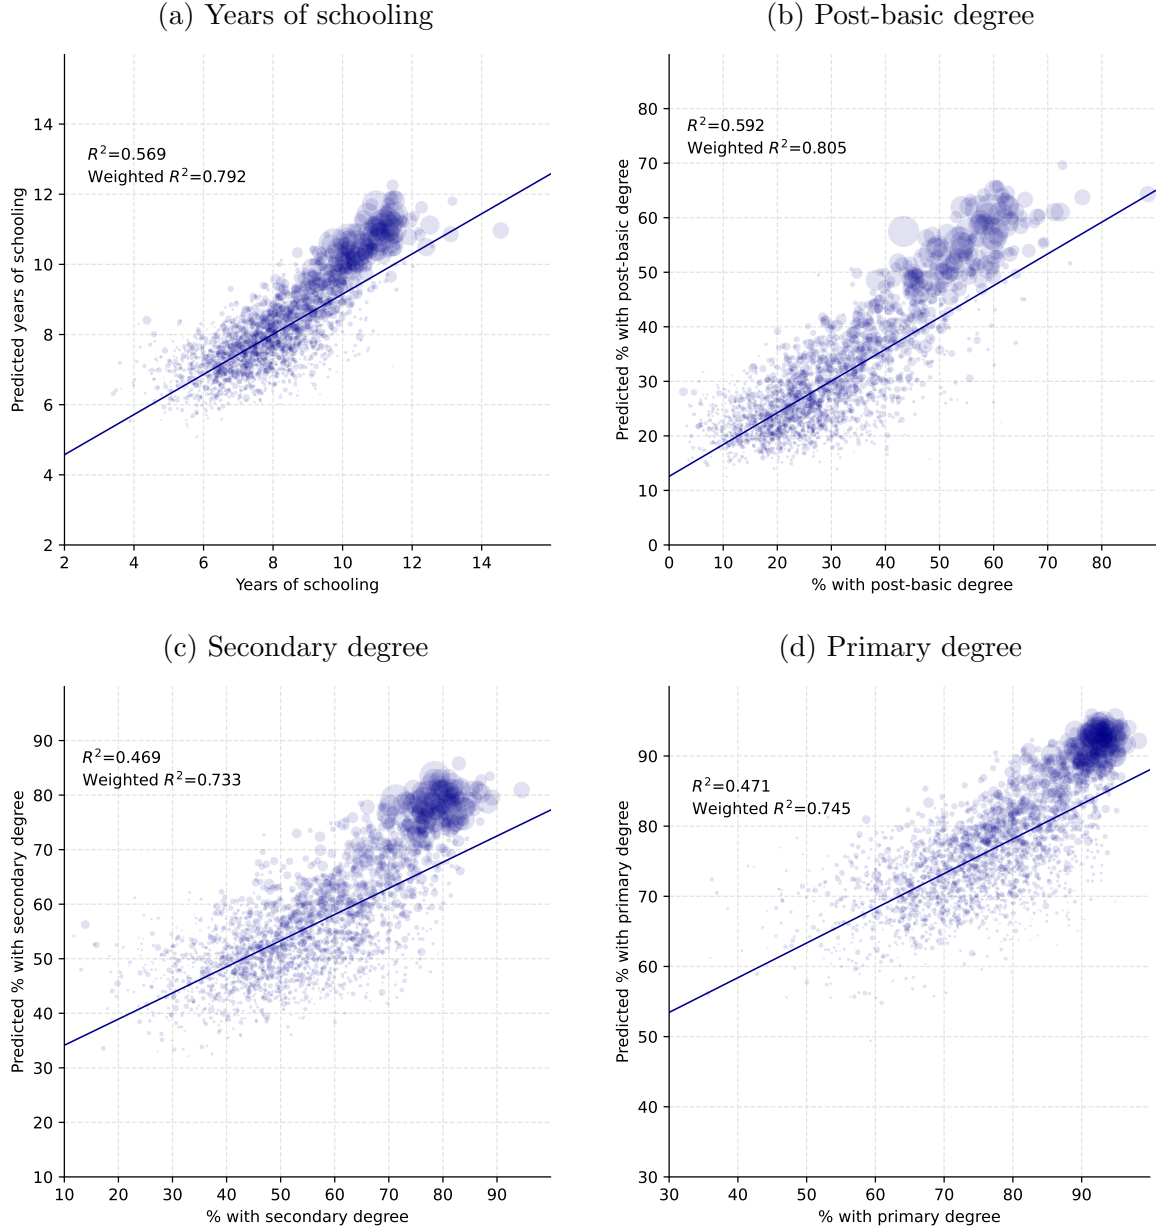 (a) Years of schooling
14
12
10
8
6
4
2
R²=0.569
Weighted R²=0.792
Predicted years of schooling
2 4 6 8 10 12 14
Years of schooling
(b) Post-basic degree
80
70
60
50
40
30
20
10
0
R²=0.592
Weighted R²=0.805
Predicted % with post-basic degree
0 10 20 30 40 50 60 70 80
% with post-basic degree
(c) Secondary degree
90
80
70
60
50
40
30
20
10
R²=0.469
Weighted R²=0.733
Predicted % with secondary degree
10 20 30 40 50 60 70 80 90
% with secondary degree
(d) Primary degree
90
80
70
60
50
40
30
R²=0.471
Weighted R²=0.745
Predicted % with primary degree
30 40 50 60 70 80 90
% with primary degree